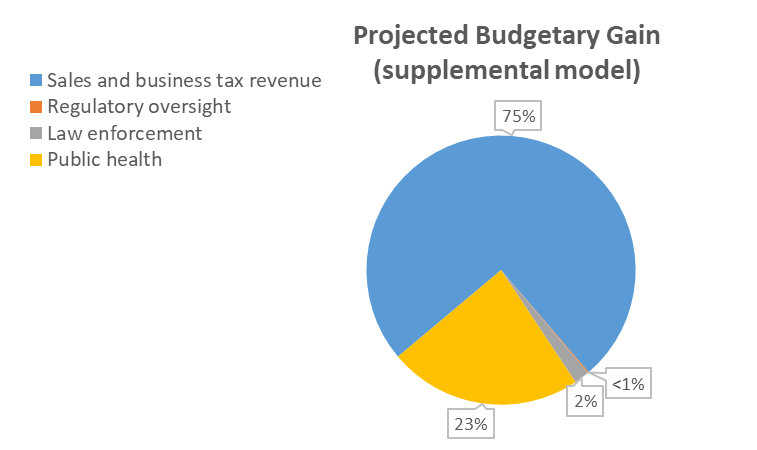 Projected Budgetary Gain
(supplemental model)
Sales and business tax revenue
Regulatory oversight
Law enforcement
Public health
75%
<1%
2%
23%